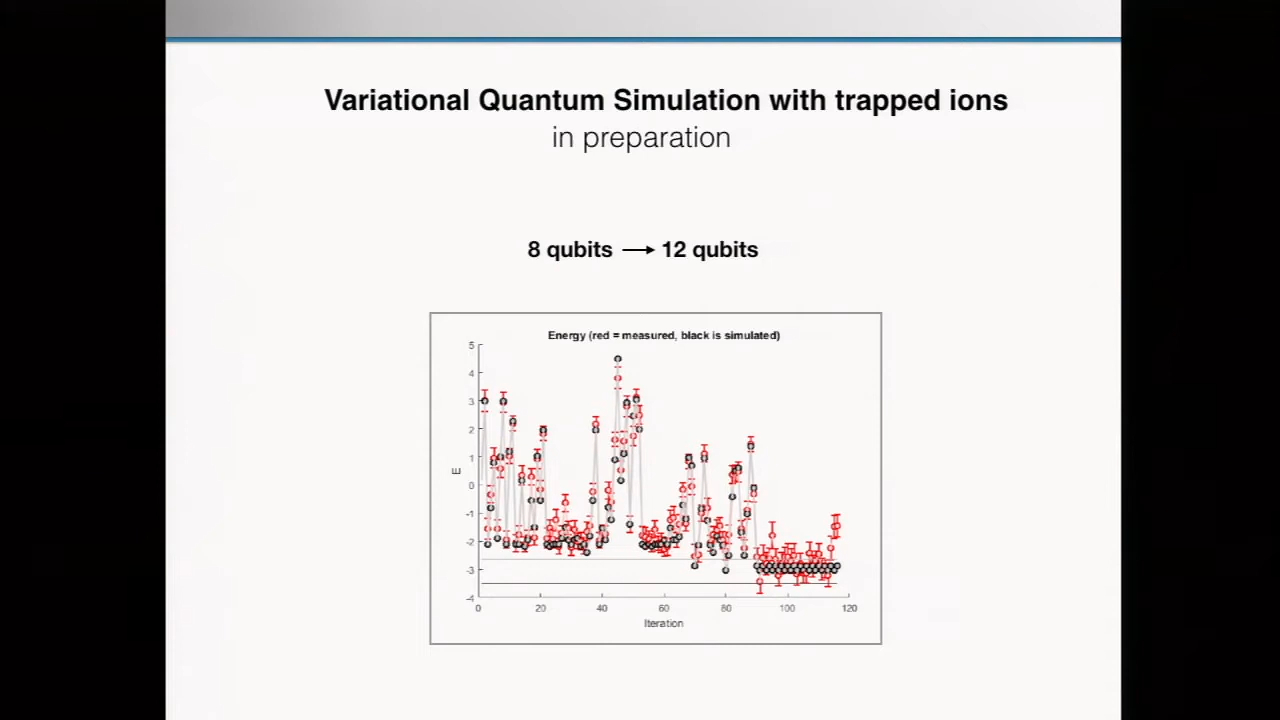 Variational Quantum Simulation with trapped ions
in preparation
8 qubits → 12 qubits
Energy (red = measured, black is simulated)
5
4
3
2
1
0
-1
-2
-3
-4
E
0 20 40 60 80 100 120
Iteration